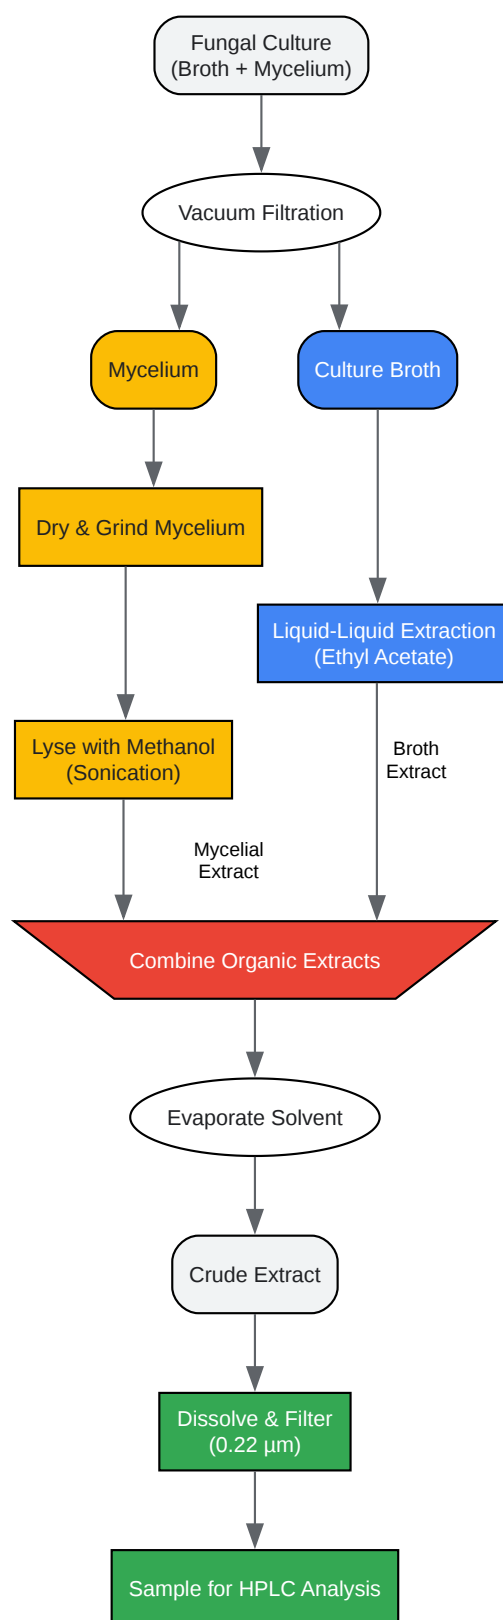 Fungal Culture
(Broth + Mycelium)
Vacuum Filtration
Mycelium
Culture Broth
Dry & Grind Mycelium
Liquid-Liquid Extraction
(Ethyl Acetate)
Lyse with Methanol
(Sonication)
Broth
Extract
Mycelial
Extract
Combine Organic Extracts
Evaporate Solvent
Crude Extract
Dissolve & Filter
(0.22 µm)
Sample for HPLC Analysis